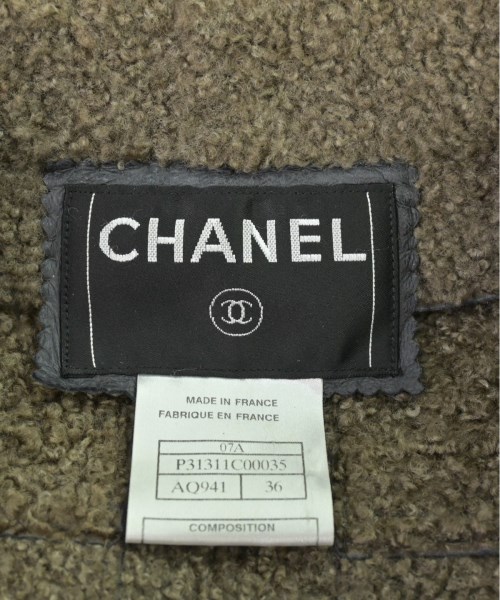 CHANEL
MADE IN FRANCE
FABRIQUE EN FRANCE
07A
P31311C00035
AO941 36
COMPOSITION